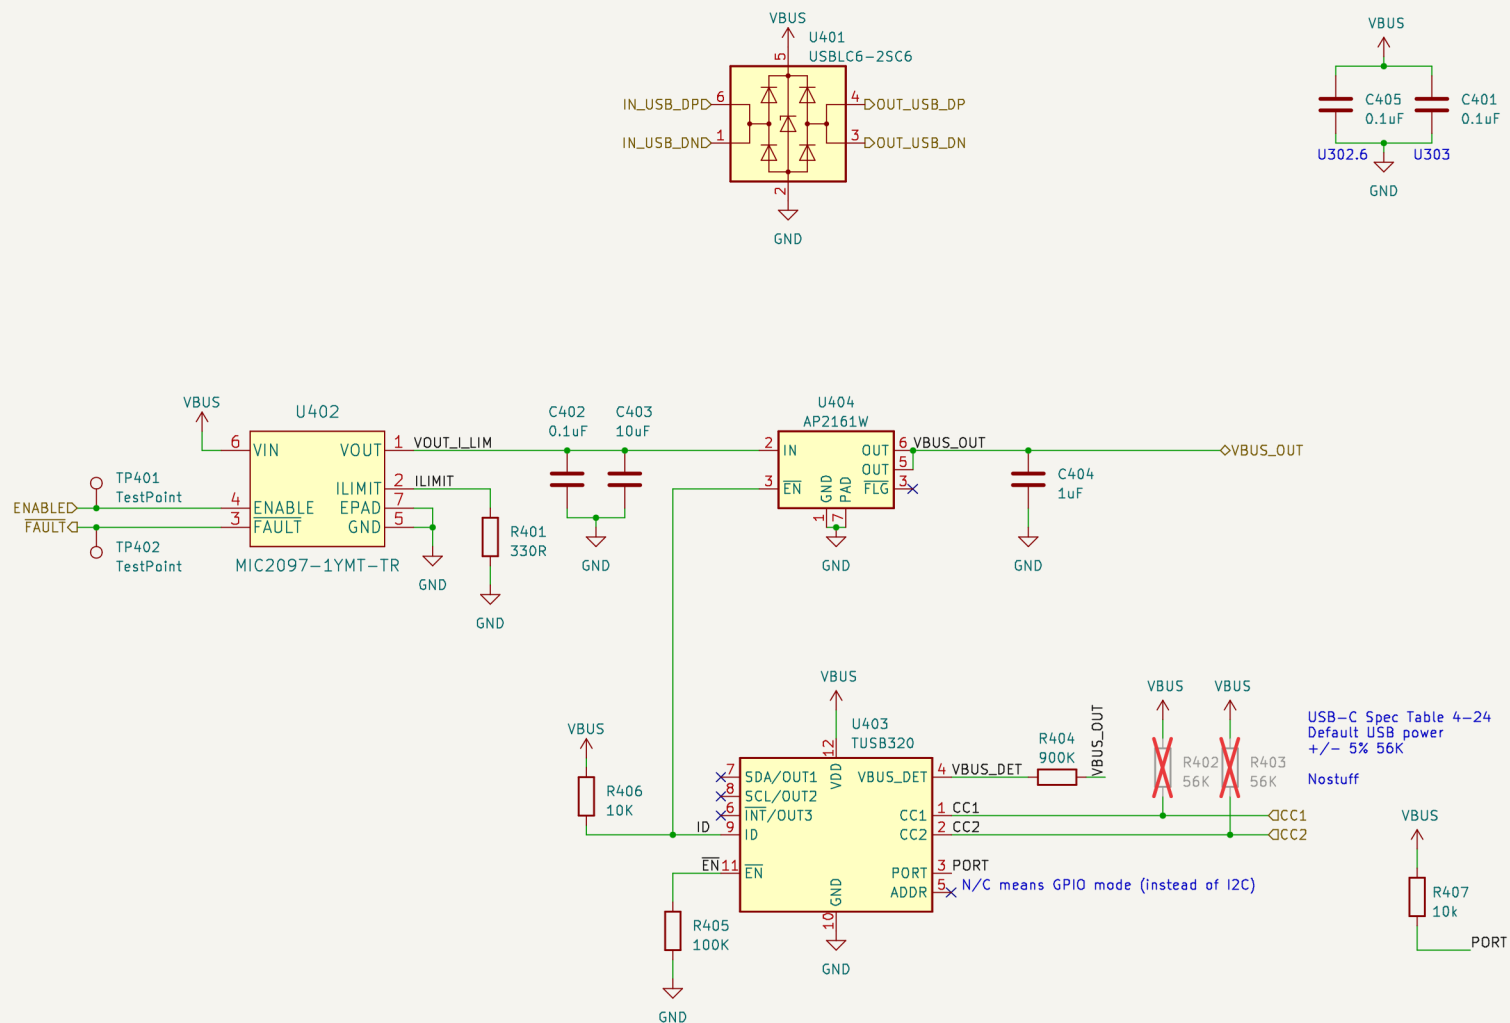 VBUS
U401
USBLC6-2SC6
5
IN_USB_DP
6
4
OUT_USB_DP
IN_USB_DN
1
3
OUT_USB_DN
2
GND
VBUS
C405
0.1uF
C401
0.1uF
U302.6
U303
GND
VBUS
U402
6
VIN
VOUT
1
VOUT_I_LIM
TP401
TestPoint
ILIMIT
2
ILIMIT
ENABLE
4
ENABLE
EPAD
7
FAULT
3
FAULT
GND
5
TP402
TestPoint
MIC2097-1YMT-TR
GND
R401
330R
GND
C402
0.1uF
C403
10uF
GND
U404
AP2161W
2
IN
OUT
6
VBUS_OUT
OUT
5
3
EN
FLG
3
GND
PAD
1
7
GND
C404
1uF
GND
VBUS_OUT
VBUS
R406
10K
ID
VBUS
U403
TUSB320
12
VDD
7
SDA/OUT1
8
SCL/OUT2
6
INT/OUT3
9
ID
EN
11
EN
VBUS_DET
4
VBUS_DET
CC1
1
CC1
CC2
2
CC2
PORT
3
PORT
ADDR
5
N/C means GPIO mode (instead of I2C)
GND
10
GND
R405
100K
GND
R404
900K
VBUS_OUT
VBUS
R402
56K
VBUS
R403
56K
CC1
CC2
USB-C Spec Table 4-24
Default USB power
+/- 5% 56K
Nostuff
VBUS
R407
10k
PORT